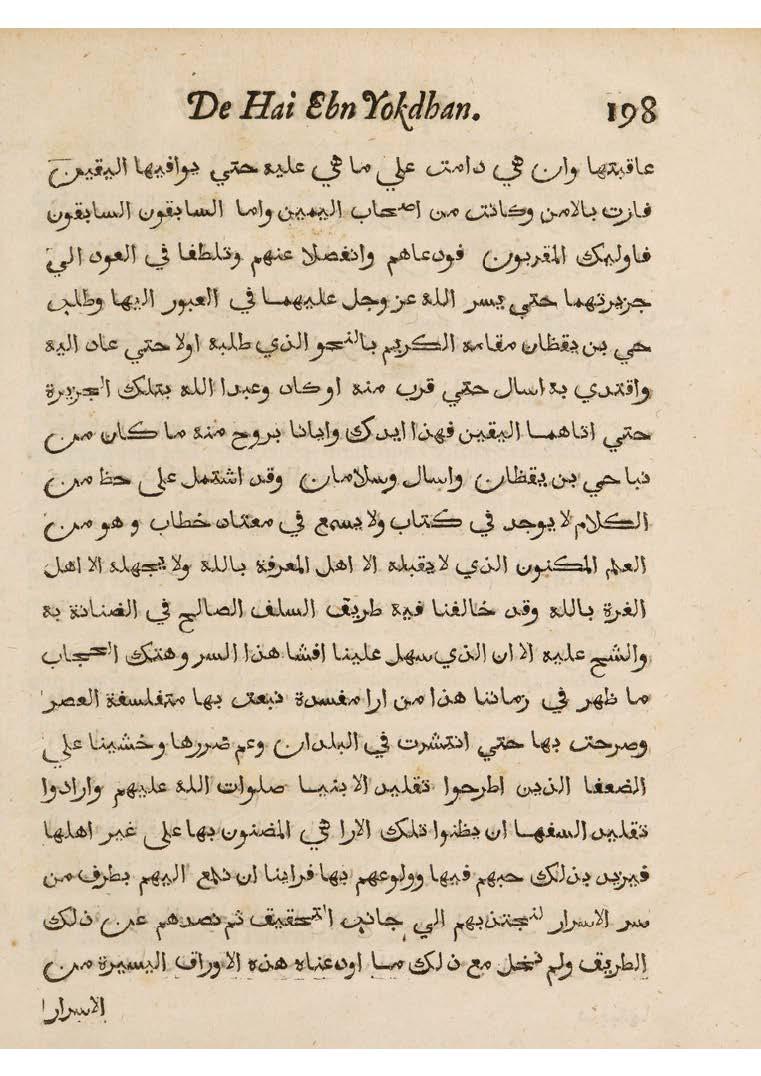 De Hai Ebn Yokdhan. 198
عاقبتها وان هي دامت علي ما هي عليه حتي يوافيها اليقين
فازت بالامن وكانت من اصحاب اليمين واما السابقون السابقون
فاوليك المقربون فودعاهم وانفصلا عنهم وتلطفا في العود الي
جزيرتهما حتي يسر الله عز وجل عليهما في العبور اليها وطلب
حي بن يقظان مقامه الكريم بالنحو الذي طلبه اولا حتي عاد اليه
واقتدي به اسال حتي قرب منه او كاد وعبدا الله بتلك الجزيرة
حتي اتاهما اليقين فهذا ايدك وايانا بروح منه ما كان من
نبا حي بن يقظان واسال وسلامان وقد اشتمل علي حظ من
الكلام لا يوجد في كتاب ولا يسمع في معتاد خطاب وهو من
العلم المكنون الذي لا يقبله الا اهل المعرفة بالله ولا يجهله الا اهل
الغرة بالله وقد خالفنا فيه طريق السلف الصالح في الضنانة به
والشح عليه الا ان الذي سهل علينا افشا هذا السر وهتك الحجاب
ما ظهر في زماننا هذا من ارا مفسدة نبعت بها متفلسفة العصر
وصرحت بها حتي انتشرت في البلدان وعم ضررها وخشينا علي
الضعفا الذين اطرحوا تقليد الانبيا صلوات الله عليهم وارادوا
تقليد السفها ان يظنوا تلك الارا هي المضنون بها علي غير اهلها
فيريد بذلك حبهم فيها وولوعهم بها فراينا ان نلمع اليهم بطرف من
سر الاسرار لنجتذبهم الي جانب التحقيق ثم نصدهم عن ذلك
الطريق ولم نخل مع ذلك ما اودعناه هذه الاوراق اليسيرة من
الاسرار